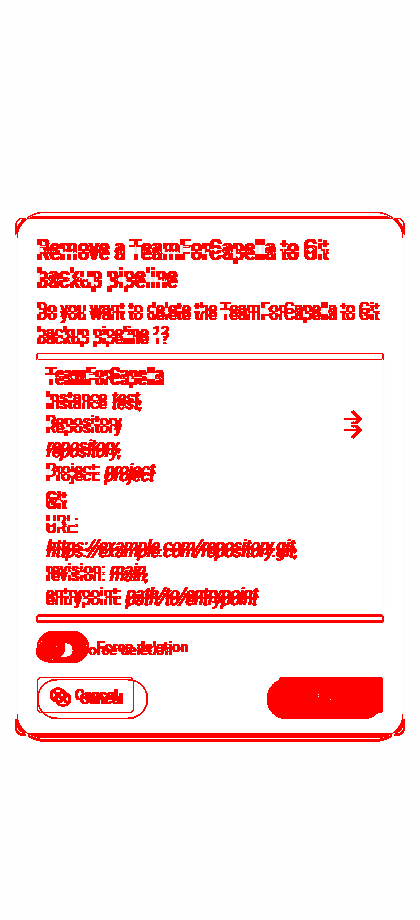 Remove a TeamForCapella to Git
backup pipeline
Do you want to delete the TeamForCapella to Git
backup pipeline ??
TeamForCapella
Instance: test,
Repository:
repository,
Project: project
Git
URL:
https://example.com/repository.git,
revision: main,
entrypoint: path/to/entrypoint
Force deletion
Cancel